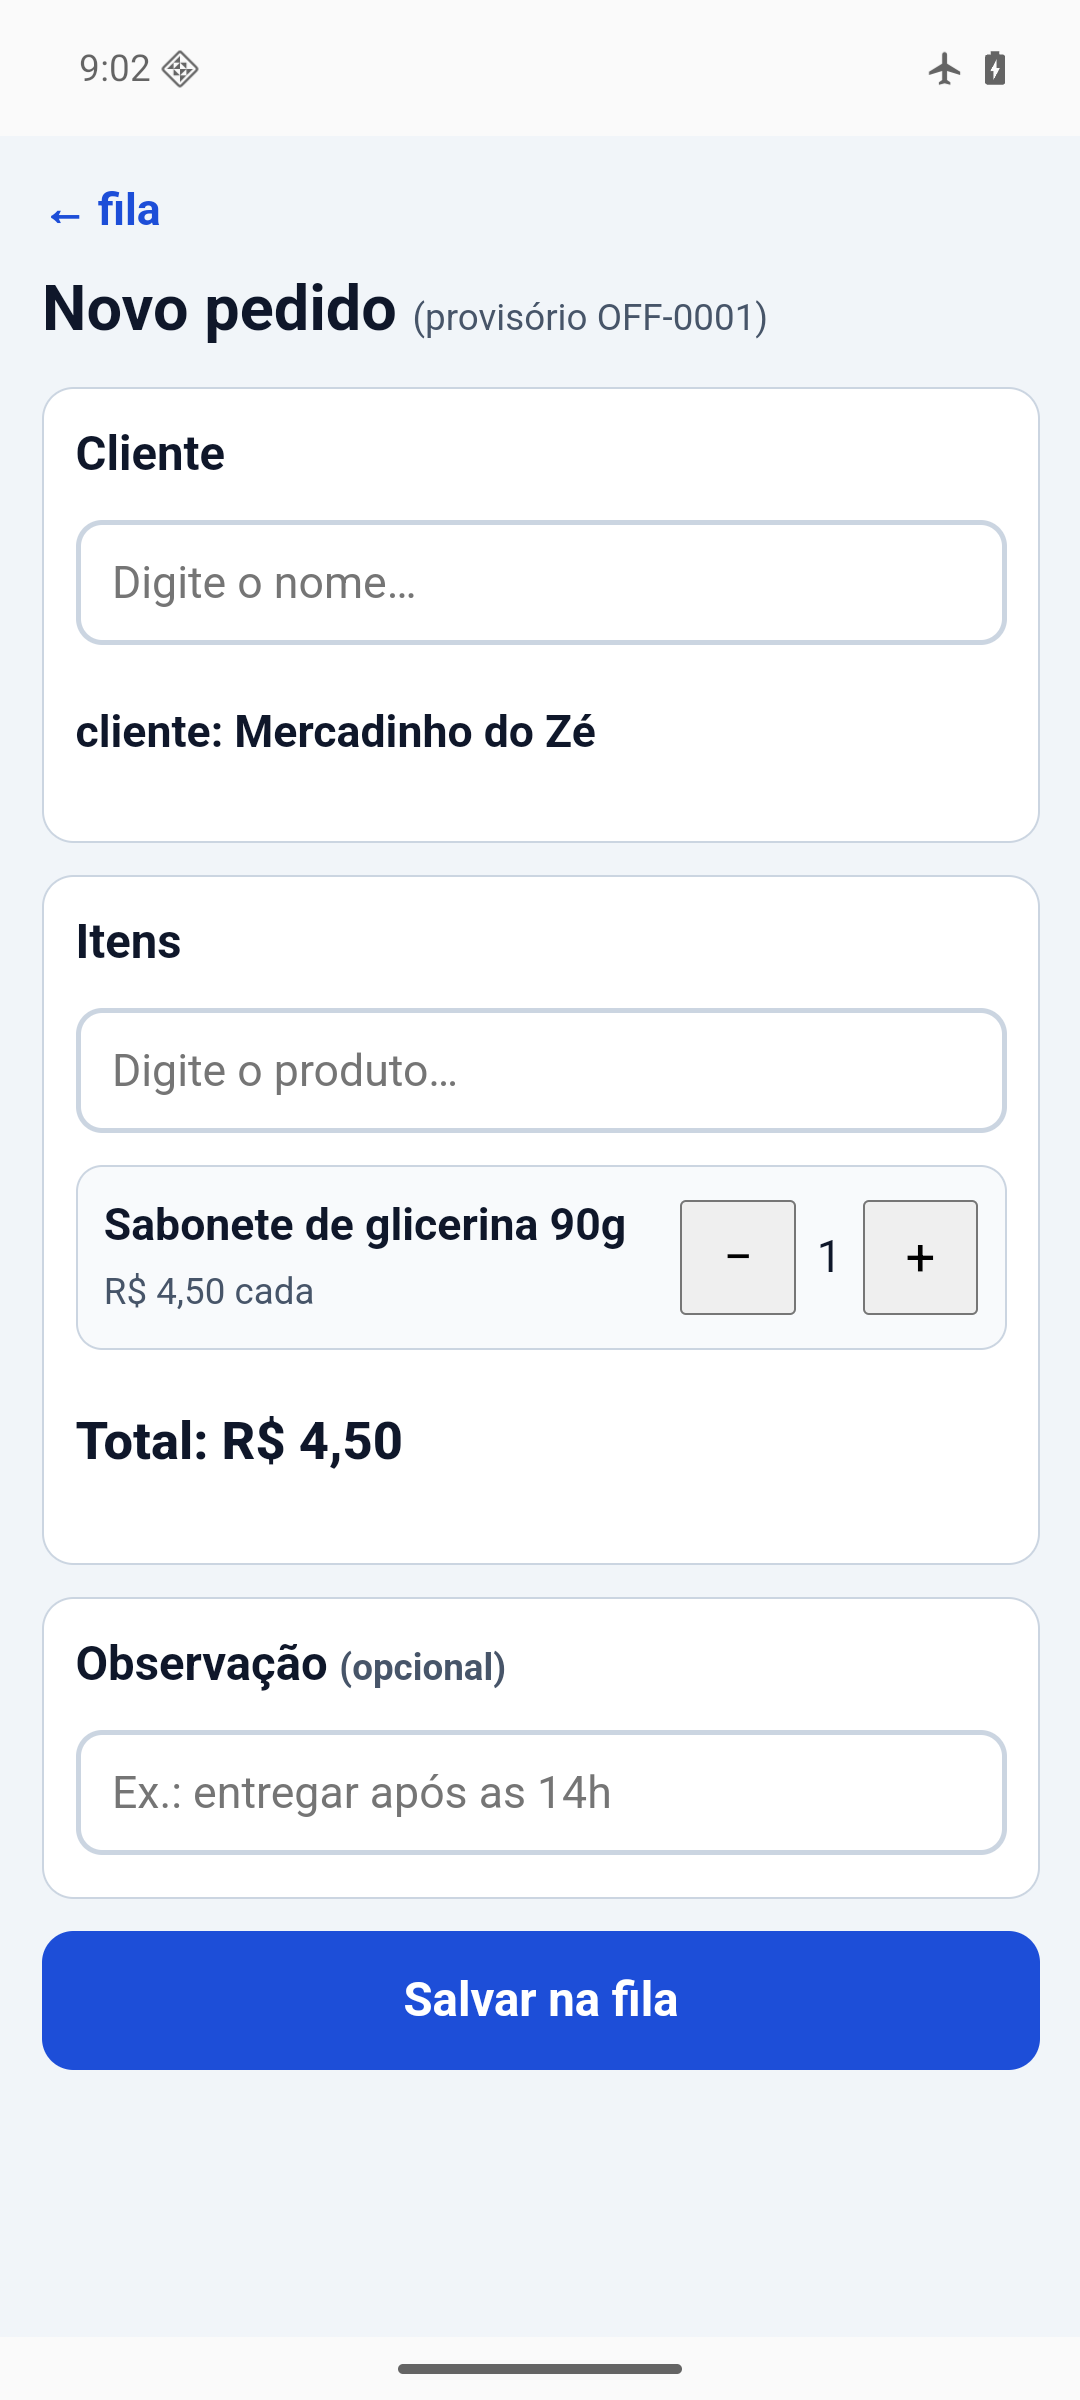 9:02
← fila
Novo pedido (provisório OFF-0001)
Cliente
Digite o nome…
cliente: Mercadinho do Zé
Itens
Digite o produto…
Sabonete de glicerina 90g
R$ 4,50 cada
− 1 +
Total: R$ 4,50
Observação (opcional)
Ex.: entregar após as 14h
Salvar na fila